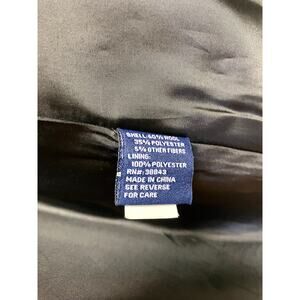 SHELL: 60% WOOL
35% POLYESTER
5% OTHER FIBERS
LINING:
100% POLYESTER
RN#: 38843
MADE IN CHINA
SEE REVERSE
FOR CARE